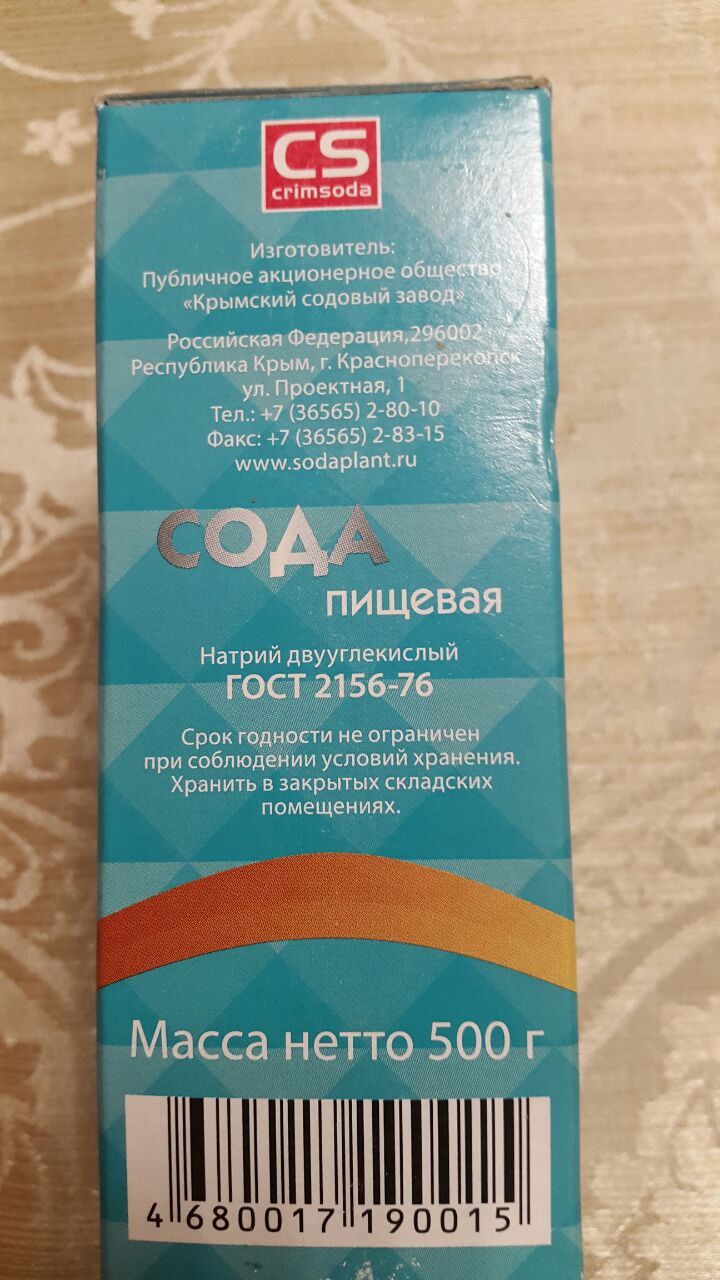 CS
crimsoda
Изготовитель:
Публичное акционерное общество
«Крымский содовый завод»
Российская Федерация,296002
Республика Крым, г. Красноперекопск
ул. Проектная, 1
Тел.: +7 (36565) 2-80-10
Факс: +7 (36565) 2-83-15
www.sodaplant.ru
СОДА
пищевая
Натрий двууглекислый
ГОСТ 2156-76
Срок годности не ограничен
при соблюдении условий хранения.
Хранить в закрытых складских
помещениях.
Масса нетто 500 г
4 680017 190015